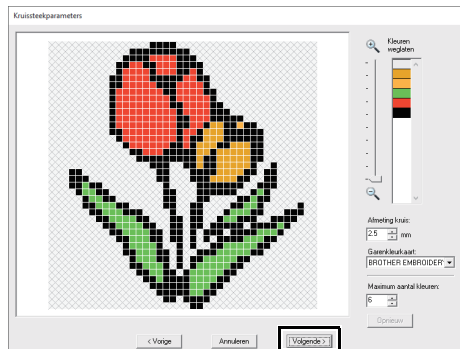 Kruissteekparameters
Kleuren
weglaten
Afmeting kruis:
2.5 mm
Garenkleurkaart:
BROTHER EMBROIDERY
Maximum aantal kleuren:
6
Opnieuw
< Vorige
Annuleren
Volgende >